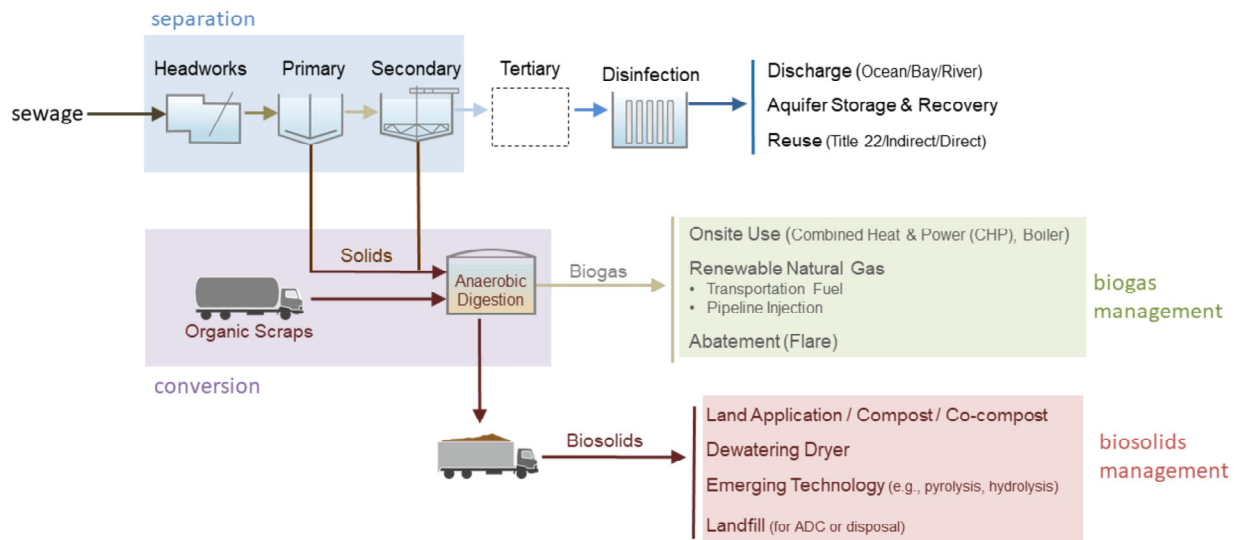 separation
Headworks
Primary
Secondary
Tertiary
Disinfection
sewage
Discharge (Ocean/Bay/River)
Aquifer Storage & Recovery
Reuse (Title 22/Indirect/Direct)
Solids
Anaerobic
Digestion
Organic Scraps
conversion
Biogas
Onsite Use (Combined Heat & Power (CHP), Boiler)
Renewable Natural Gas
• Transportation Fuel
• Pipeline Injection
Abatement (Flare)
biogas
management
Biosolids
Land Application / Compost / Co-compost
Dewatering Dryer
Emerging Technology (e.g., pyrolysis, hydrolysis)
Landfill (for ADC or disposal)
biosolids
management